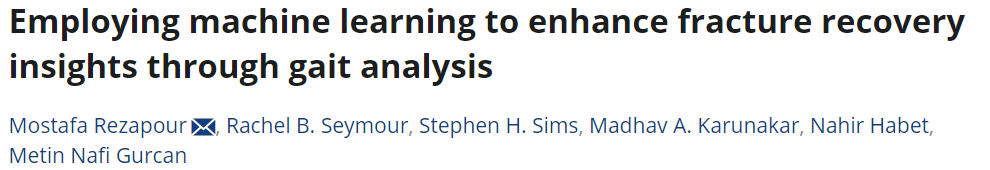 Employing machine learning to enhance fracture recovery
insights through gait analysis
Mostafa Rezapour, Rachel B. Seymour, Stephen H. Sims, Madhav A. Karunakar, Nahir Habet,
Metin Nafi Gurcan